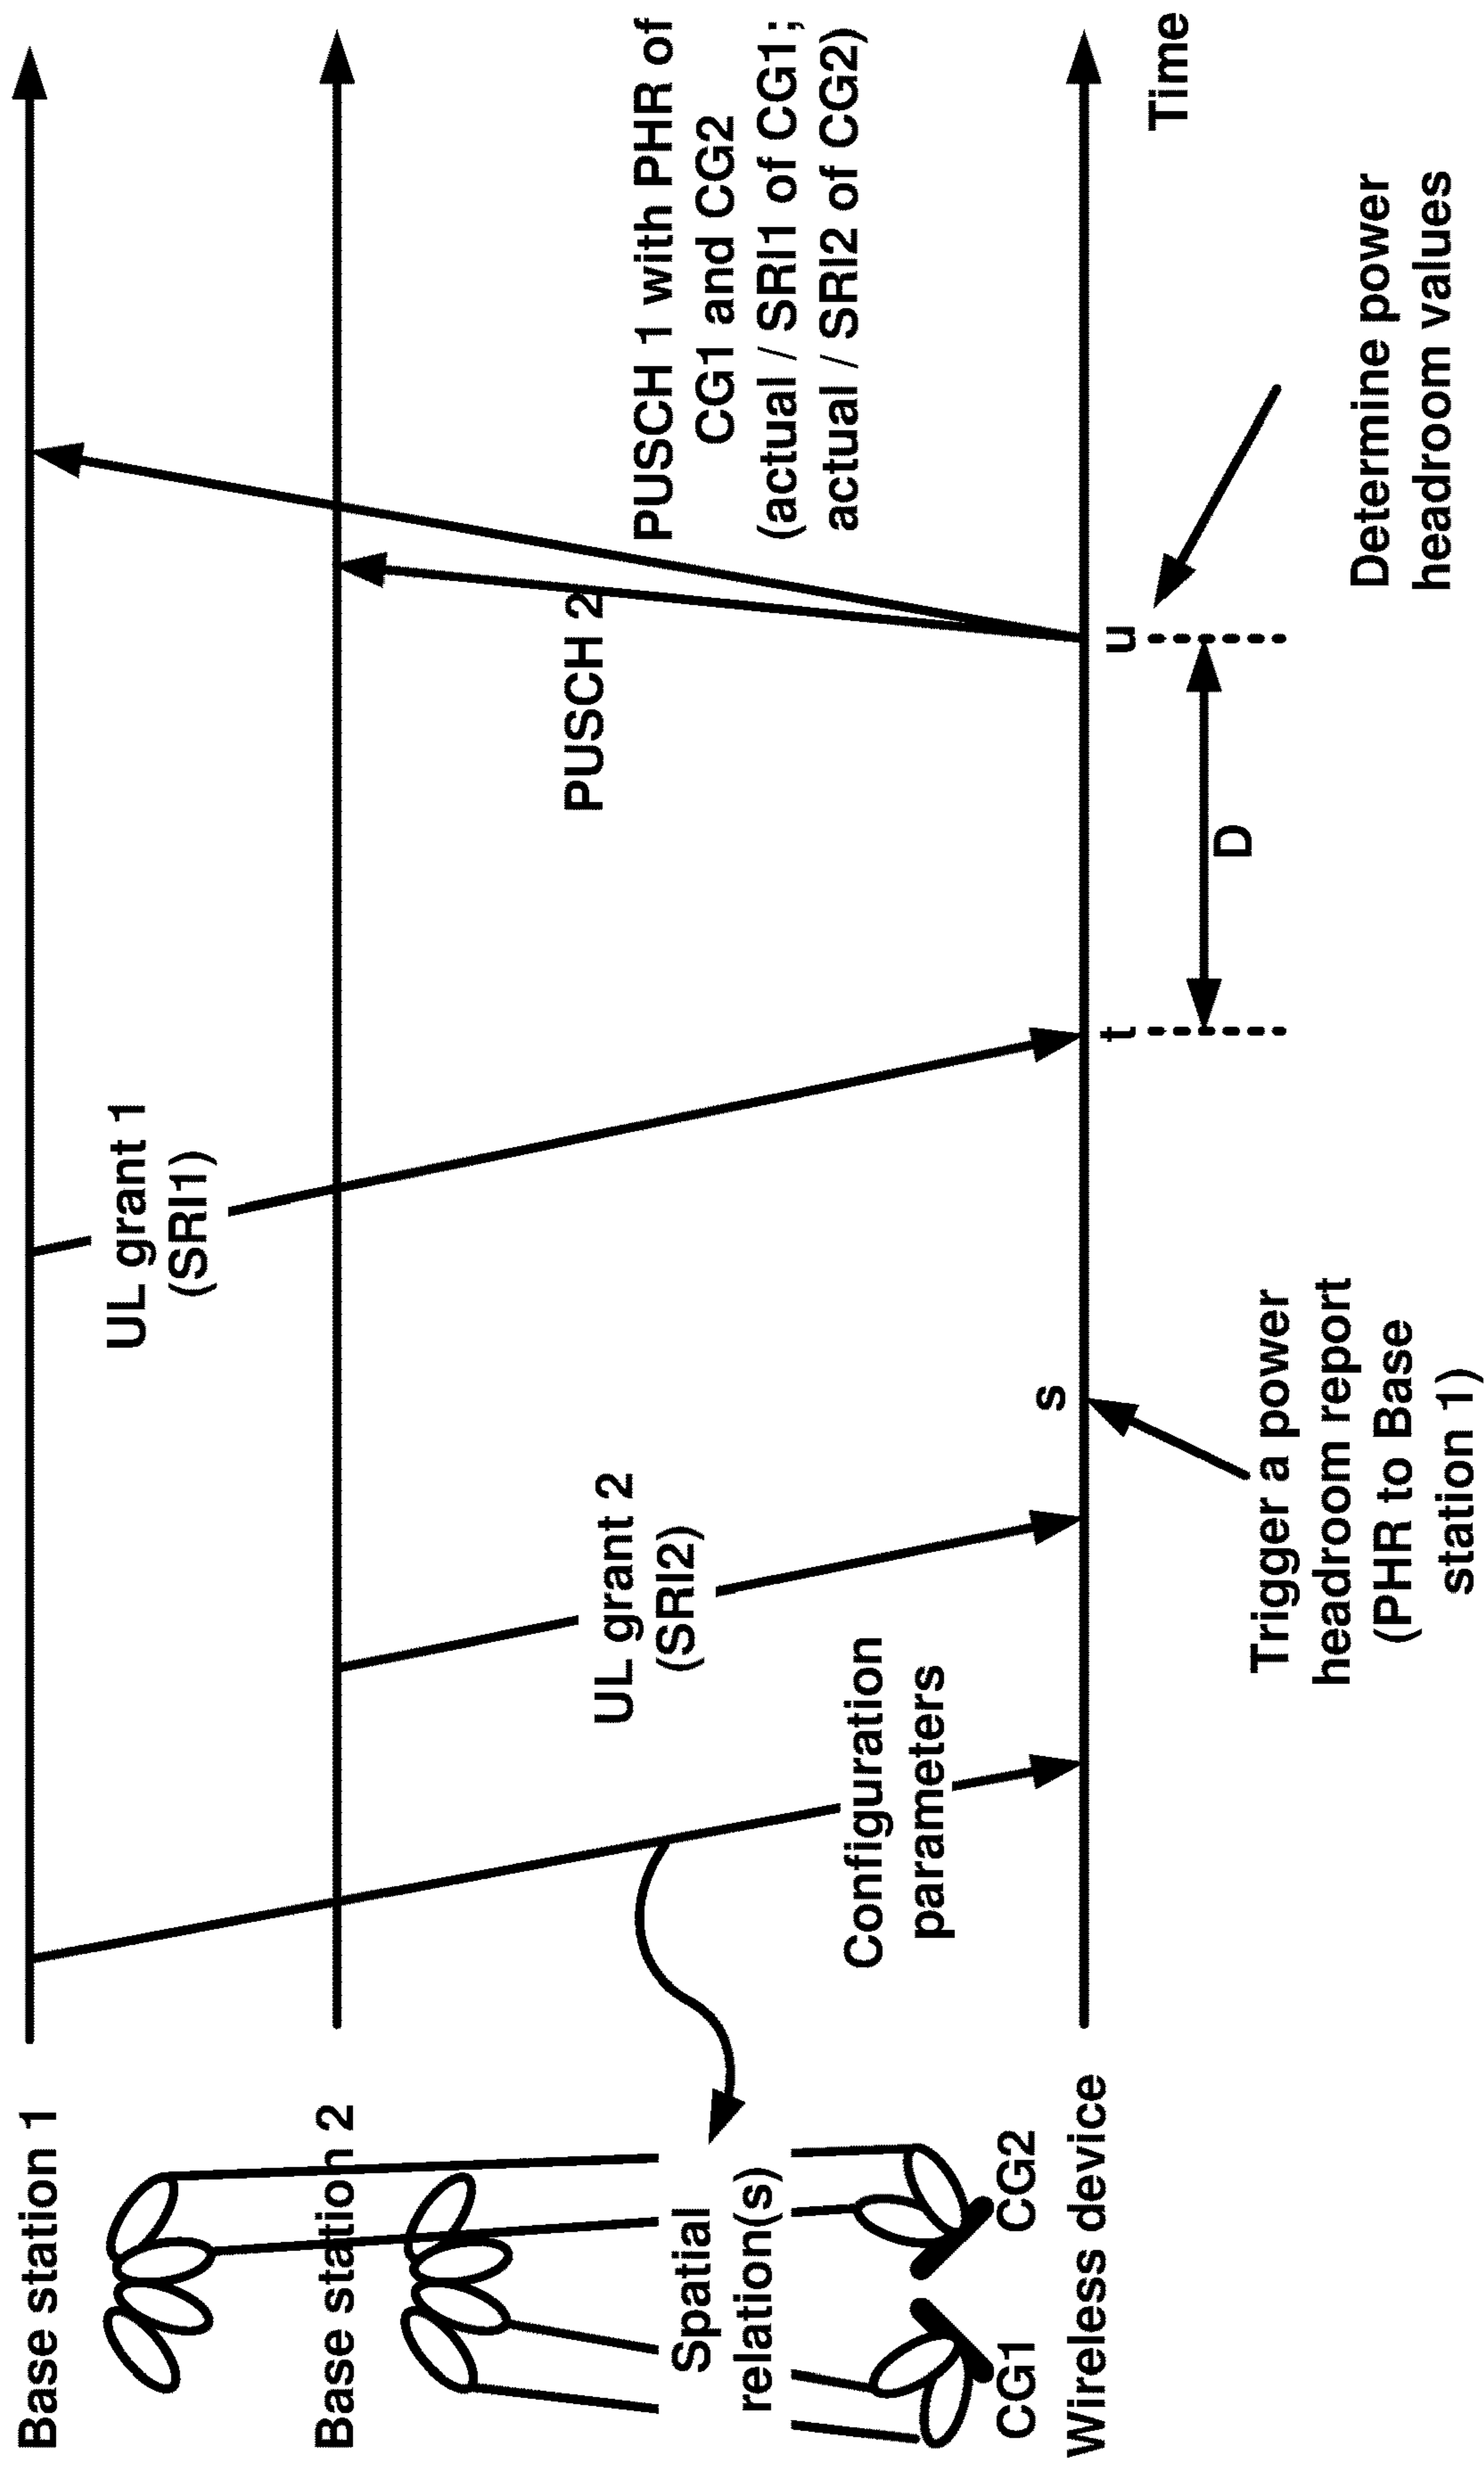 Base station 1
Base station 2
Spatial
relation(s)
CG1
CG2
Wireless device
Configuration
parameters
UL grant 2
(SRI2)
s
Trigger a power
headroom report
(PHR to Base
station 1)
UL grant 1
(SRI1)
t
D
u
PUSCH 2
PUSCH 1 with PHR of
CG1 and CG2
(actual / SRI1 of CG1;
actual / SRI2 of CG2)
Determine power
headroom values
Time